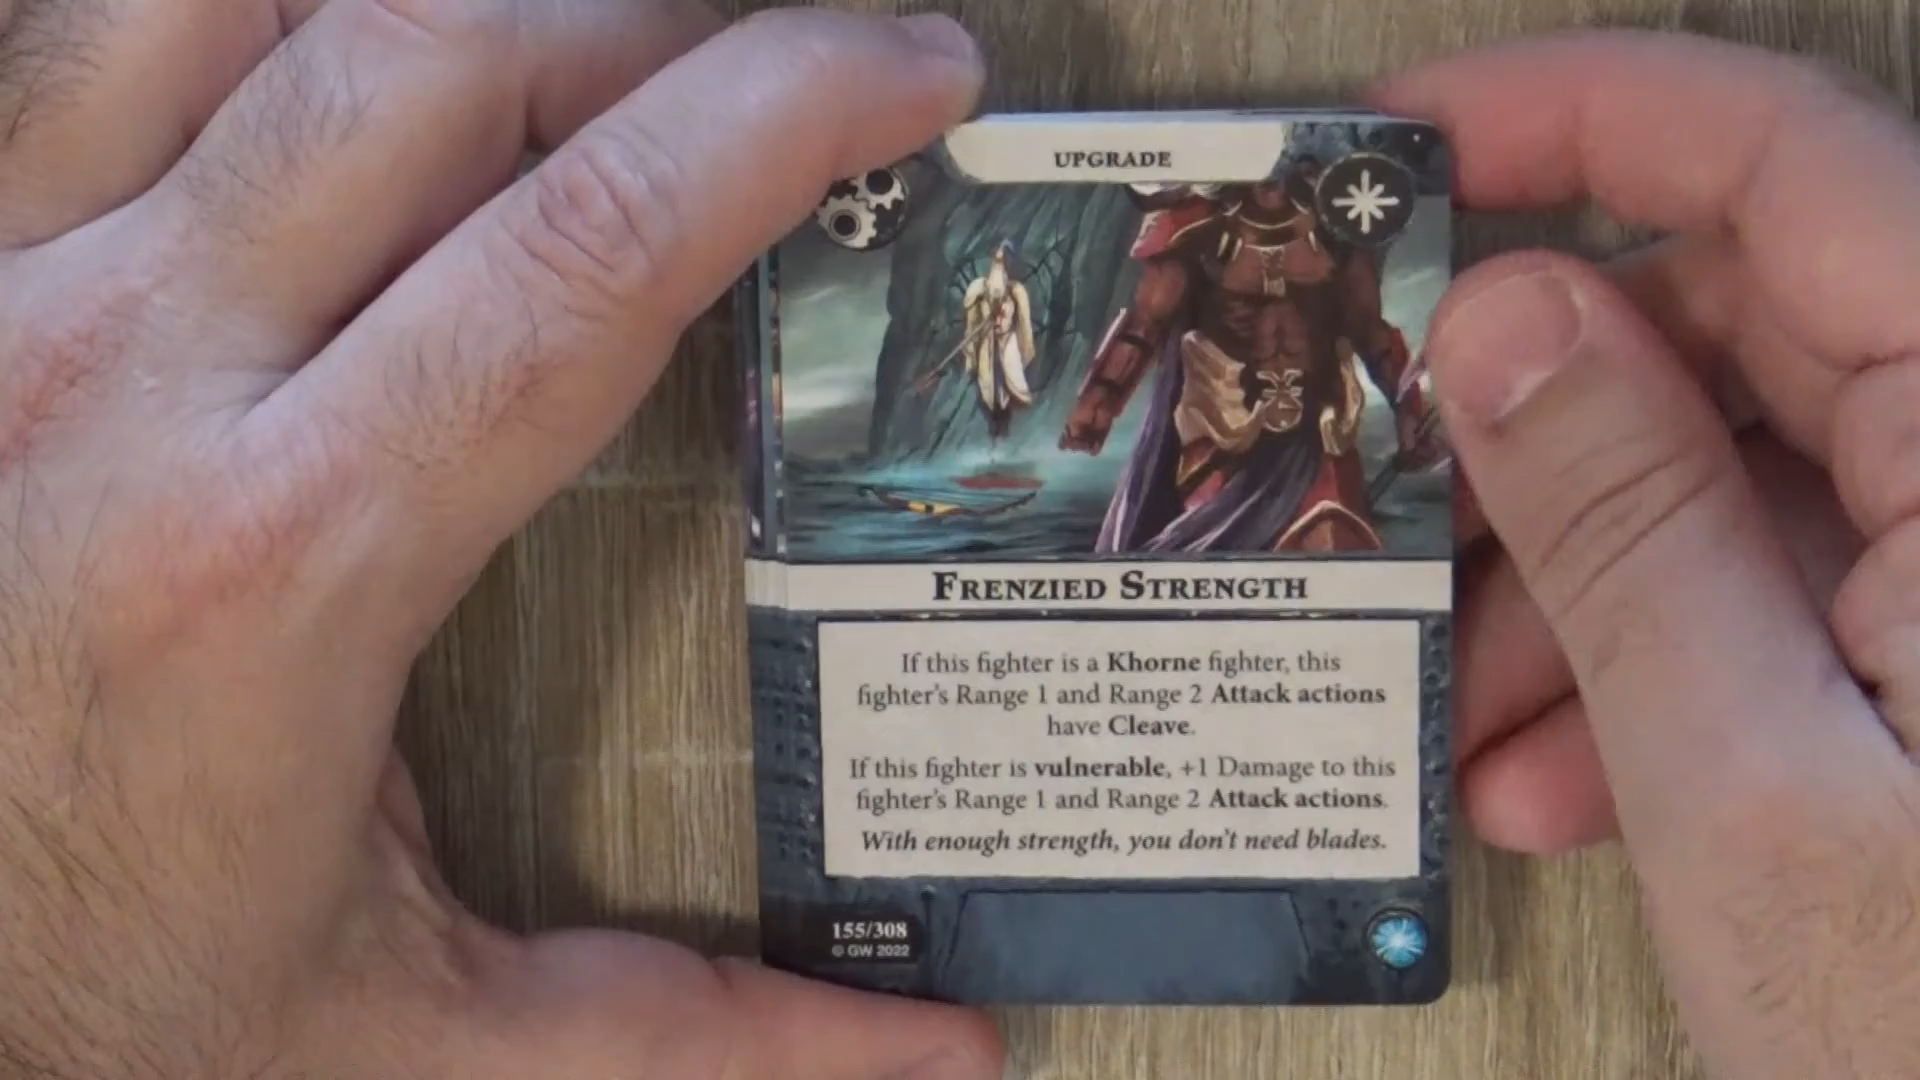 UPGRADE
FRENZIED STRENGTH
If this fighter is a Khorne fighter, this
fighter's Range 1 and Range 2 Attack actions
have Cleave.
If this fighter is vulnerable, +1 Damage to this
fighter's Range 1 and Range 2 Attack actions.
With enough strength, you don't need blades.
155/308
© GW 2022